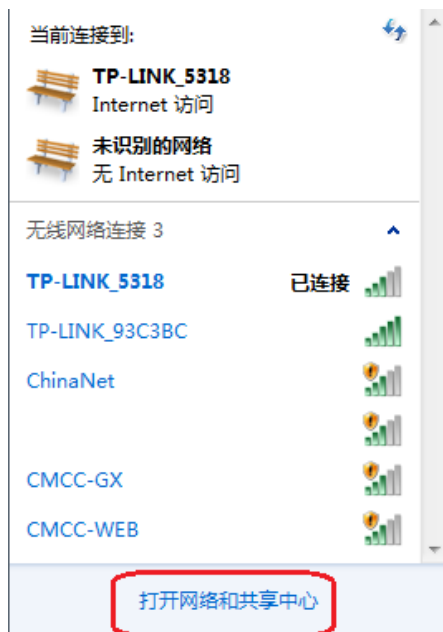 当前连接到:
TP-LINK_5318
Internet 访问
未识别的网络
无 Internet 访问
无线网络连接 3
TP-LINK_5318 已连接
TP-LINK_93C3BC
ChinaNet
CMCC-GX
CMCC-WEB
打开网络和共享中心